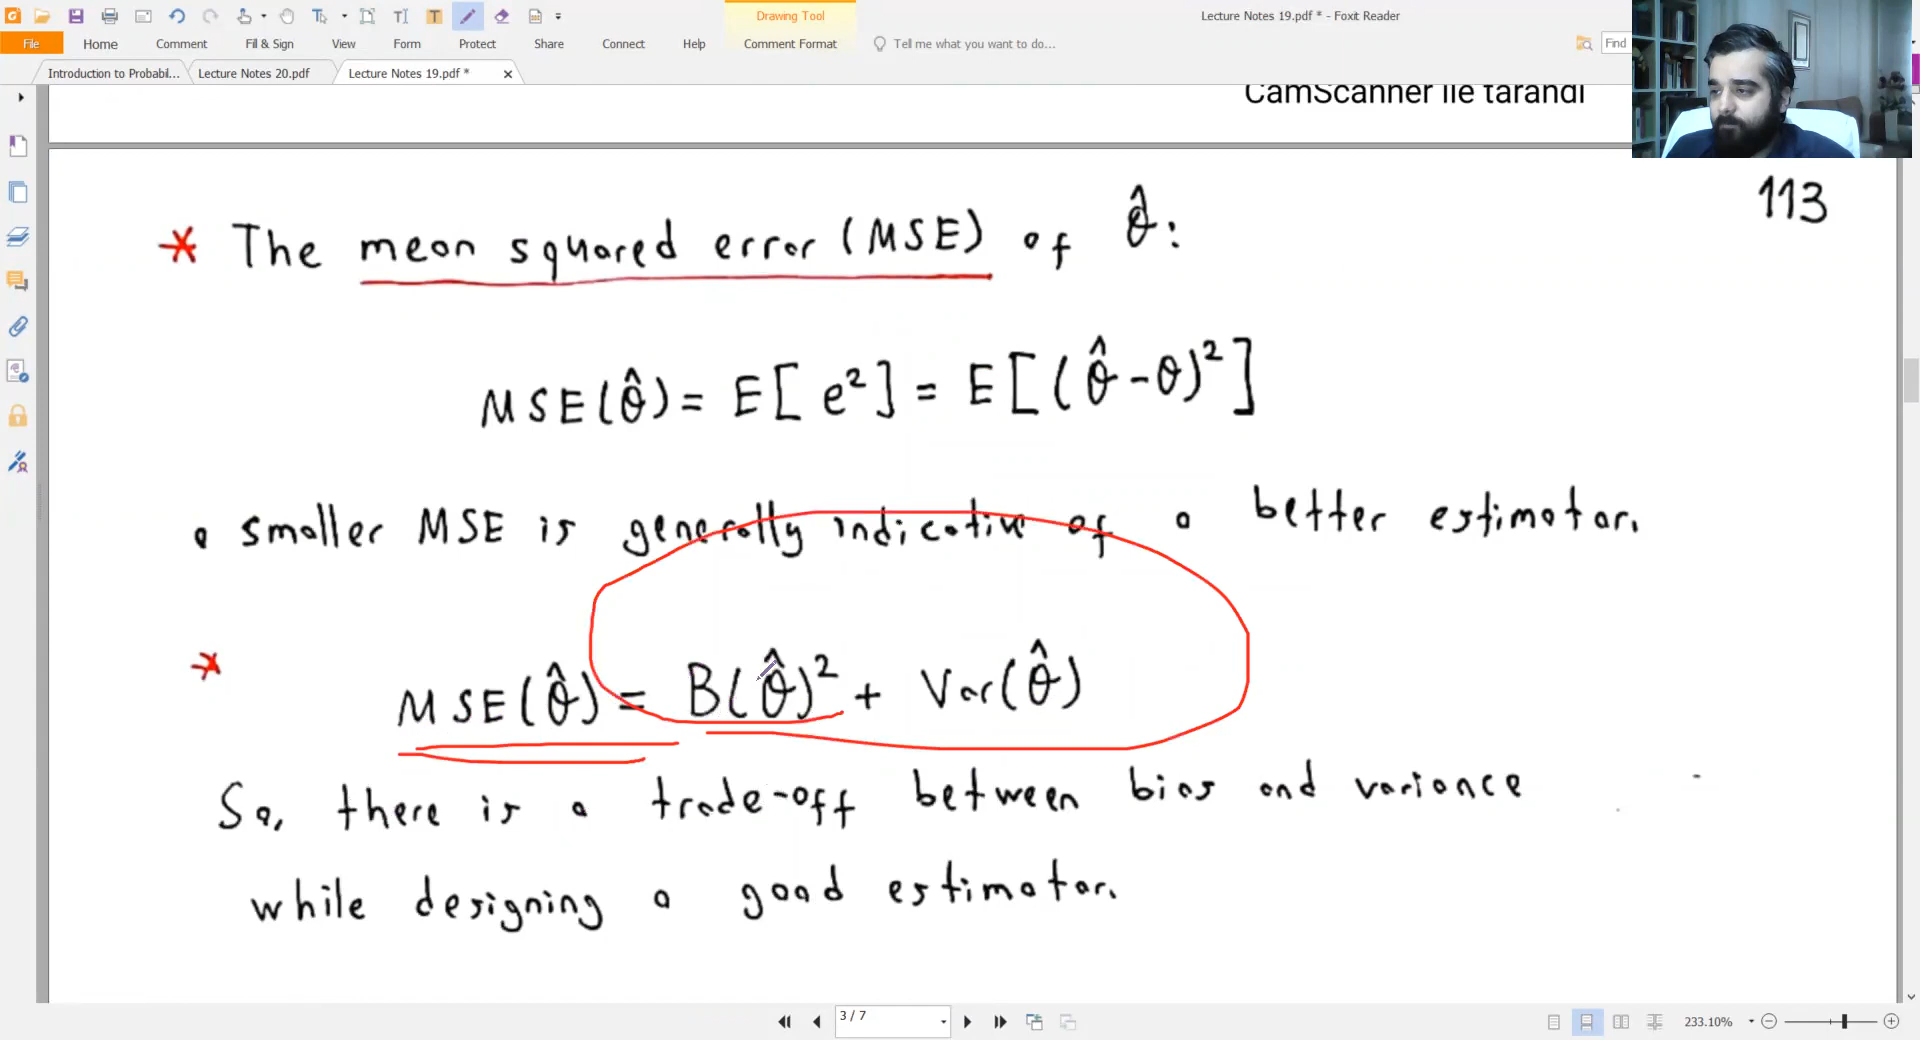 Drawing Tool
Lecture Notes 19.pdf * - Foxit Reader
File Home Comment Fill & Sign View Form Protect Share Connect Help Comment Format Tell me what you want to do... Find
Introduction to Probabil... Lecture Notes 20.pdf Lecture Notes 19.pdf *
CamScanner ile tarandı
113
* The mean squared error (MSE) of θ̂:
MSE(θ̂) = E[e²] = E[(θ̂-θ)²]
a smaller MSE is generally indicative of a better estimator.
* MSE(θ̂) = B(θ̂)² + Var(θ̂)
So, there is a trade-off between bias and variance
while designing a good estimator.
3 / 7
233.10%